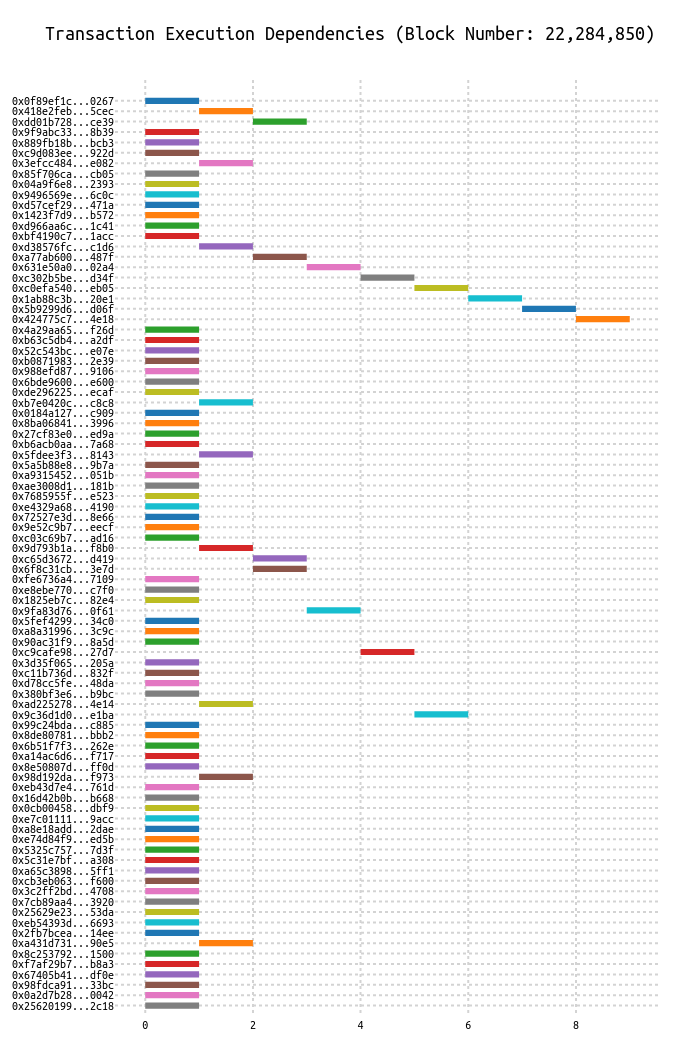 Transaction Execution Dependencies (Block Number: 22,284,850)
0x0f89ef1c...0267
0x418e2feb...5cec
0xdd01b728...ce39
0x9f9abc33...8b39
0x889fb18b...bcb3
0xc9d083ee...922d
0x3efcc484...e082
0x85f706ca...cb05
0x04a9f6e8...2393
0x9496569e...6c0c
0xd57cef29...471a
0x1423f7d9...b572
0xd966aa6c...1c41
0xbf4190c7...1acc
0xd38576fc...c1d6
0xa77ab600...487f
0x631e50a0...02a4
0xc302b5be...d34f
0xc0efa540...eb05
0x1ab88c3b...20e1
0x5b9299d6...d06f
0x424775c7...4e18
0x4a29aa65...f26d
0xb63c5db4...a2df
0x52c543bc...e07e
0xb0871983...2e39
0x988efd87...9106
0x6bde9600...e600
0xde296225...ecaf
0xb7e0420c...c8c8
0x0184a127...c909
0x8ba06841...3996
0x27cf83e0...ed9a
0xb6acb0aa...7a68
0x5fdee3f3...8143
0x5a5b88e8...9b7a
0xa9315452...051b
0xae3008d1...181b
0x7685955f...e523
0xe4329a68...4190
0x72527e3d...8e66
0x9e52c9b7...eecf
0xc03c69b7...ad16
0x9d793b1a...f8b0
0xc65d3672...d419
0x6f8c31cb...3e7d
0xfe6736a4...7109
0xe8ebe770...c7f0
0x1825eb7c...82e4
0x9fa83d76...0f61
0x5fef4299...34c0
0xa8a31996...3c9c
0x90ac31f9...8a5d
0xc9cafe98...27d7
0x3d35f065...205a
0xc11b736d...832f
0xd78cc5fe...48da
0x380bf3e6...b9bc
0xad225278...4e14
0x9c36d1d0...e1ba
0x99c24bda...c885
0x8de80781...bbb2
0x6b51f7f3...262e
0xa14ac6d6...f717
0x8e50807d...ff0d
0x98d192da...f973
0xeb43d7e4...761d
0x16d42b0b...b668
0x0cb00458...dbf9
0xe7c01111...9acc
0xa8e18add...2dae
0xe74d84f9...ed5b
0x5325c757...7d3f
0x5c31e7bf...a308
0xa65c3898...5ff1
0xcb3eb063...f600
0x3c2ff2bd...4708
0x7cb89aa4...3920
0x25629e23...53da
0xeb54393d...6693
0x2fb7bcea...14ee
0xa431d731...90e5
0x8c253792...1500
0xf7af29b7...b8a3
0x67405b41...df0e
0x98fdca91...33bc
0x0a2d7b28...0042
0x25620199...2c18
0 2 4 6 8